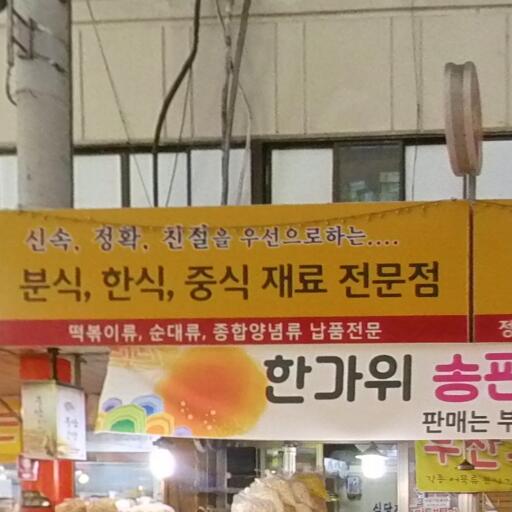 신속, 정확, 친절을 우선으로하는....
분식, 한식, 중식 재료 전문점
떡볶이류, 순대류, 종합양념류 납품전문
한가위 송편
판매는 부